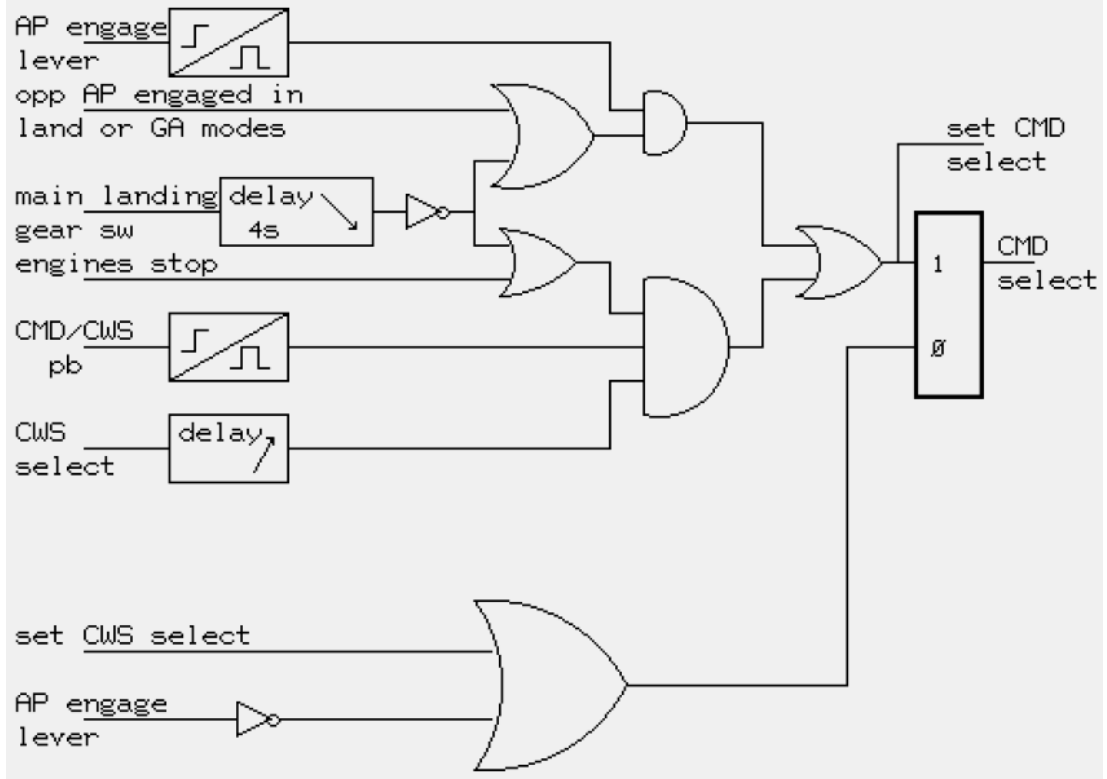 AP engage
lever
opp AP engaged in
land or GA modes
set CMD
select
main landing
gear sw
delay
4s
engines stop
1
CMD
select
CMD/CWS
pb
0
CWS
select
delay
set CWS select
AP engage
lever